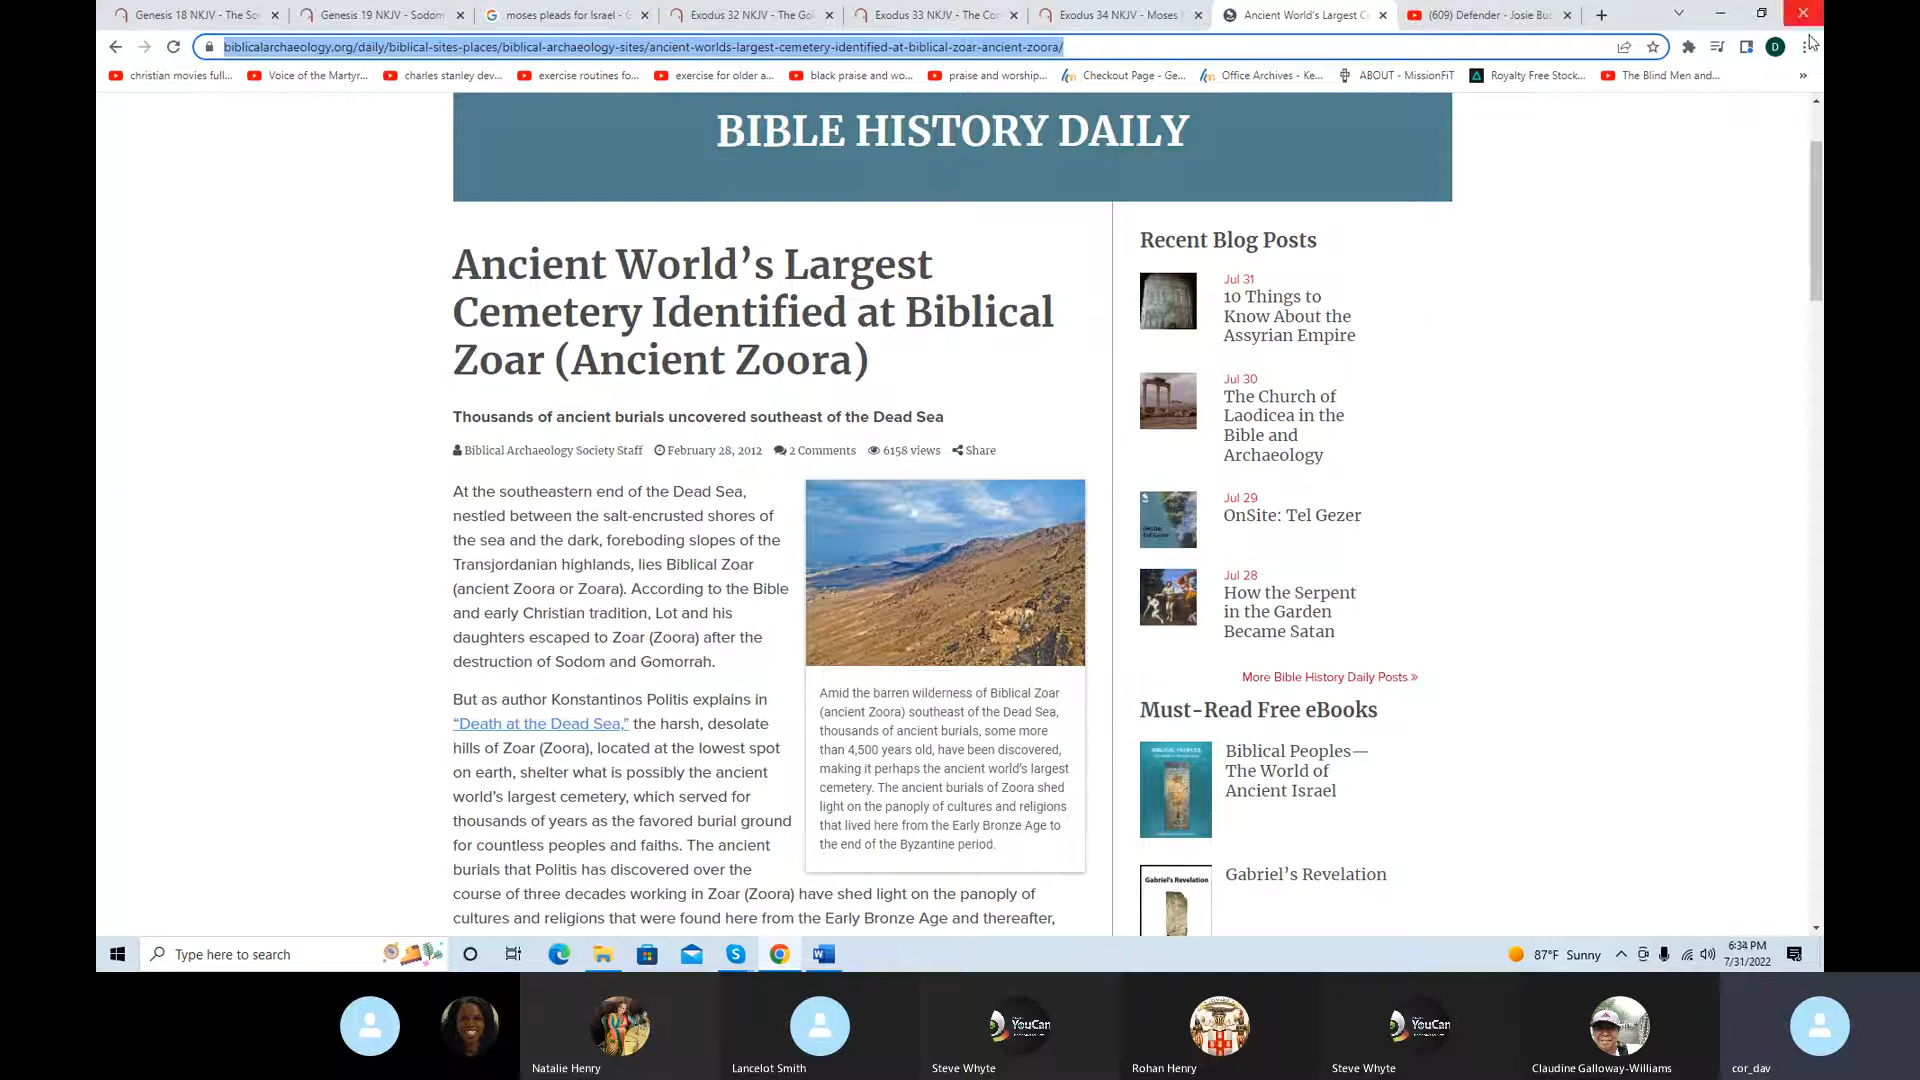 Genesis 18 NKJV - The So
Genesis 19 NKJV - Sodom
moses pleads for Israel - G
Exodus 32 NKJV - The Go
Exodus 33 NKJV - The Co
Exodus 34 NKJV - Moses
Ancient World's Largest C
(609) Defender - Josie Buc
biblicalarchaeology.org/daily/biblical-sites-places/biblical-archaeology-sites/ancient-worlds-largest-cemetery-identified-at-biblical-zoar-ancient-zoora/
D
christian movies full...
Voice of the Martyr...
charles stanley dev...
exercise routines fo...
exercise for older a...
black praise and wo...
praise and worship...
Checkout Page - Ge...
Office Archives - Ke...
ABOUT - MissionFiT
Royalty Free Stock...
The Blind Men and...
BIBLE HISTORY DAILY
Ancient World's Largest
Cemetery Identified at Biblical
Zoar (Ancient Zoora)
Thousands of ancient burials uncovered southeast of the Dead Sea
Biblical Archaeology Society Staff February 28, 2012 2 Comments 6158 views Share
At the southeastern end of the Dead Sea,
nestled between the salt-encrusted shores of
the sea and the dark, foreboding slopes of the
Transjordanian highlands, lies Biblical Zoar
(ancient Zoora or Zoara). According to the Bible
and early Christian tradition, Lot and his
daughters escaped to Zoar (Zoora) after the
destruction of Sodom and Gomorrah.
But as author Konstantinos Politis explains in
“Death at the Dead Sea,” the harsh, desolate
hills of Zoar (Zoora), located at the lowest spot
on earth, shelter what is possibly the ancient
world's largest cemetery, which served for
thousands of years as the favored burial ground
for countless peoples and faiths. The ancient
burials that Politis has discovered over the
course of three decades working in Zoar (Zoora) have shed light on the panoply of
cultures and religions that were found here from the Early Bronze Age and thereafter,
Amid the barren wilderness of Biblical Zoar
(ancient Zoora) southeast of the Dead Sea,
thousands of ancient burials, some more
than 4,500 years old, have been discovered,
making it perhaps the ancient world's largest
cemetery. The ancient burials of Zoora shed
light on the panoply of cultures and religions
that lived here from the Early Bronze Age to
the end of the Byzantine period.
Recent Blog Posts
Jul 31
10 Things to
Know About the
Assyrian Empire
Jul 30
The Church of
Laodicea in the
Bible and
Archaeology
Jul 29
OnSite: Tel Gezer
Jul 28
How the Serpent
in the Garden
Became Satan
More Bible History Daily Posts »
Must-Read Free eBooks
Biblical Peoples—
The World of
Ancient Israel
Gabriel's Revelation
Gabriel's Revelation
Type here to search
87°F Sunny
6:34 PM
7/31/2022
YouCan
YouCan
Natalie Henry
Lancelot Smith
Steve Whyte
Rohan Henry
Steve Whyte
Claudine Galloway-Williams
cor_dav